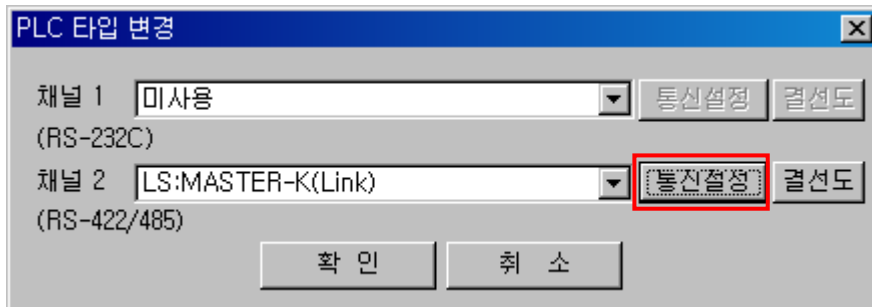 PLC 타입 변경
채널 1 미사용 통신설정 결선도
(RS-232C)
채널 2 LS:MASTER-K(Link) 통신설정 결선도
(RS-422/485)
확 인 취 소